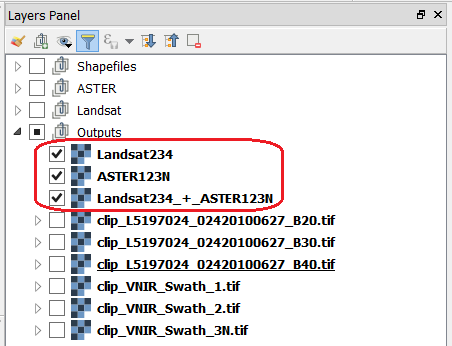 Layers Panel
Shapefiles
ASTER
Landsat
Outputs
Landsat234
ASTER123N
Landsat234_+_ASTER123N
clip_L5197024_02420100627_B20.tif
clip_L5197024_02420100627_B30.tif
clip_L5197024_02420100627_B40.tif
clip_VNIR_Swath_1.tif
clip_VNIR_Swath_2.tif
clip_VNIR_Swath_3N.tif